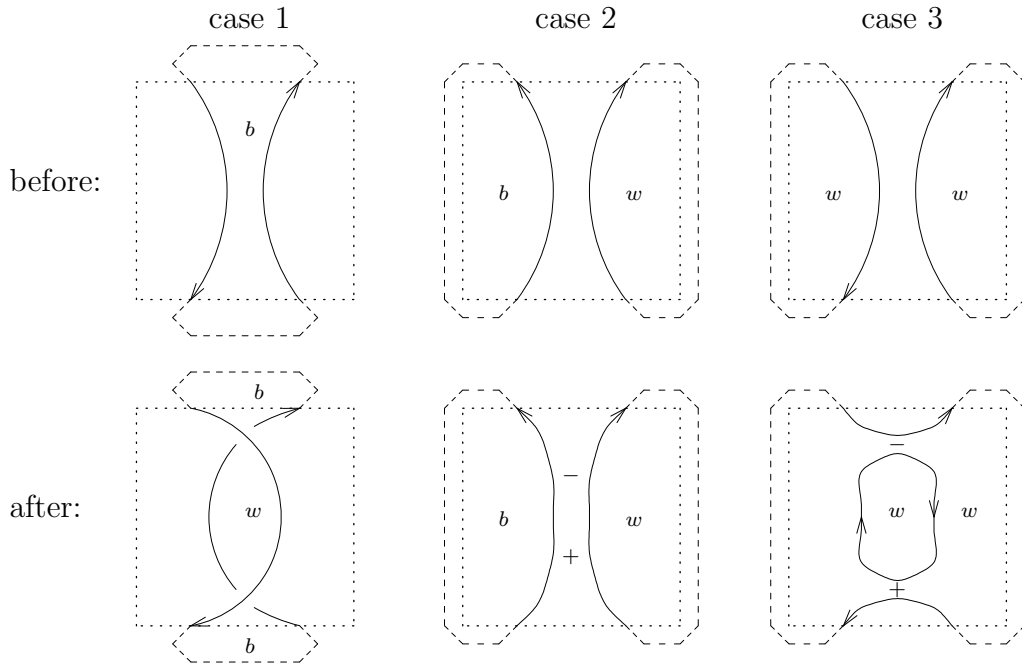 case 1 case 2 case 3
b
before: b w w w
b
−
after: w b w w w
+
−
+
b